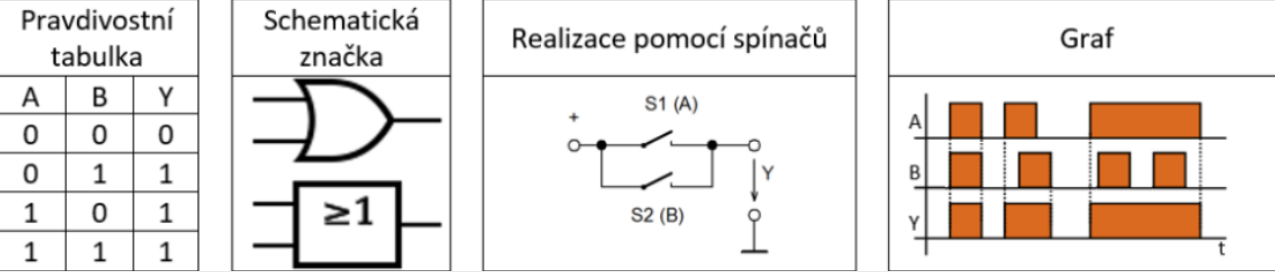 Pravdivostní
tabulka
A B Y
0 0 0
0 1 1
1 0 1
1 1 1
Schematická
značka
≥1
Realizace pomocí spínačů
S1 (A)
+
Y
S2 (B)
Graf
A
B
Y
t